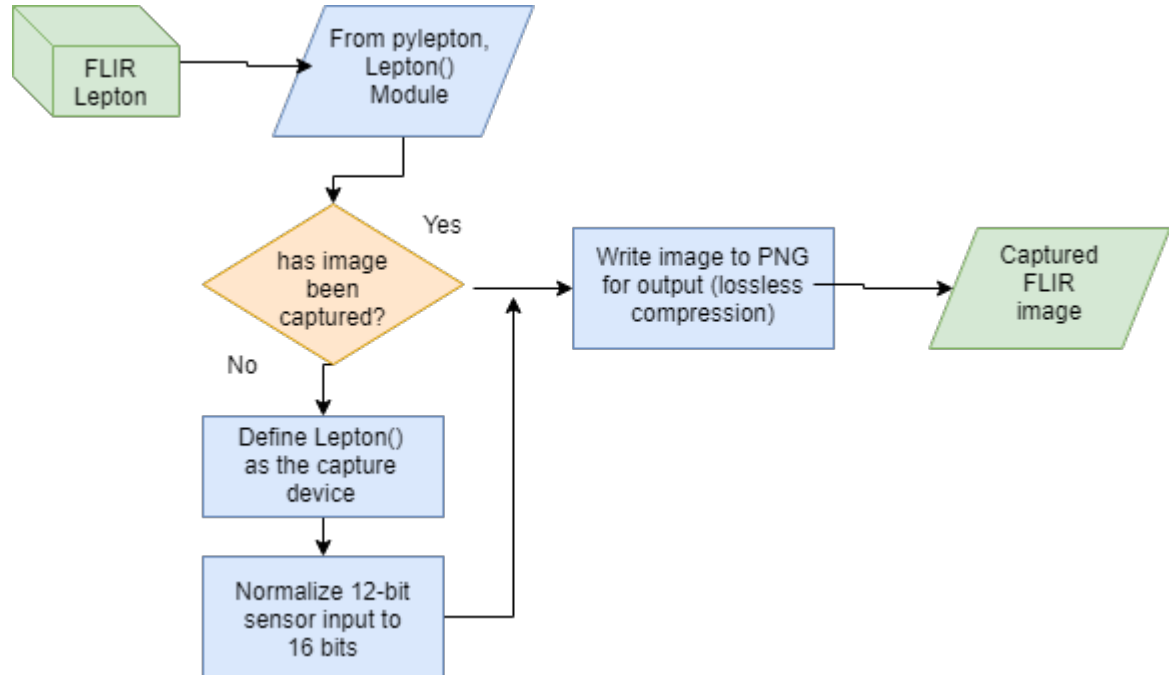 FLIR
Lepton
From pylepton,
Lepton()
Module
Yes
has image
been
captured?
Write image to PNG
for output (lossless
compression)
Captured
FLIR
image
No
Define Lepton()
as the capture
device
Normalize 12-bit
sensor input to
16 bits